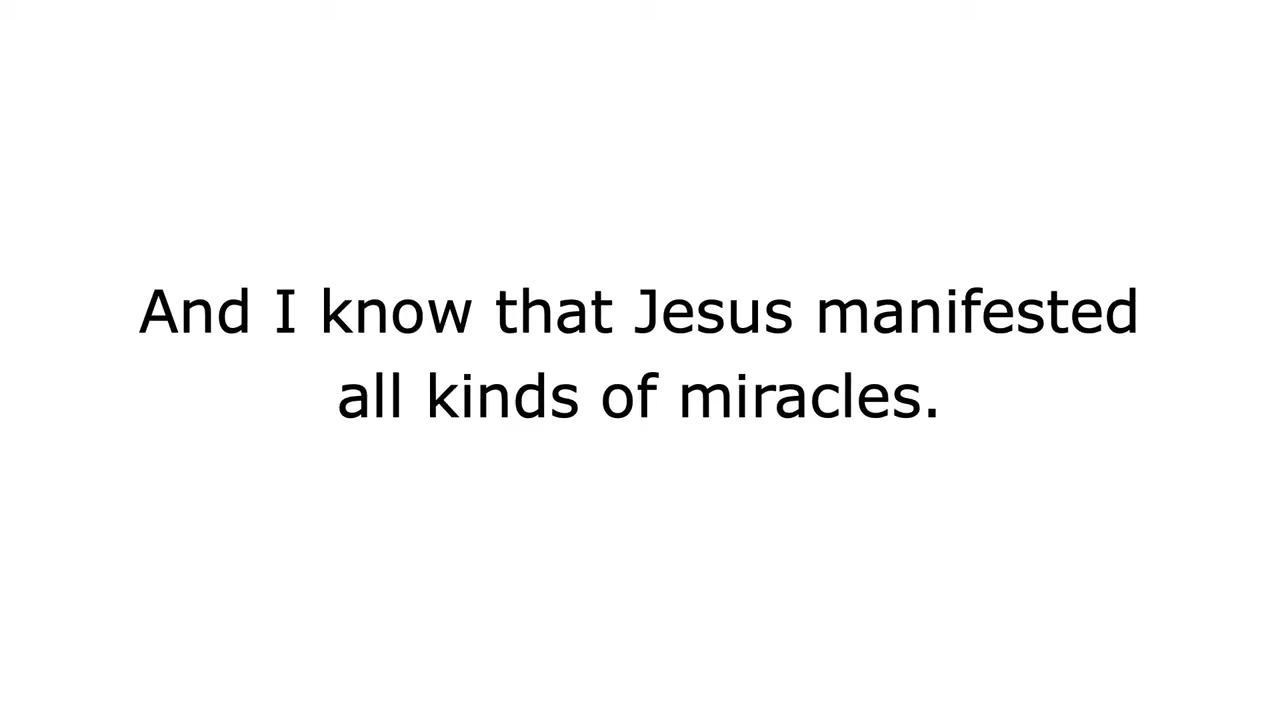 And I know that Jesus manifested
all kinds of miracles.